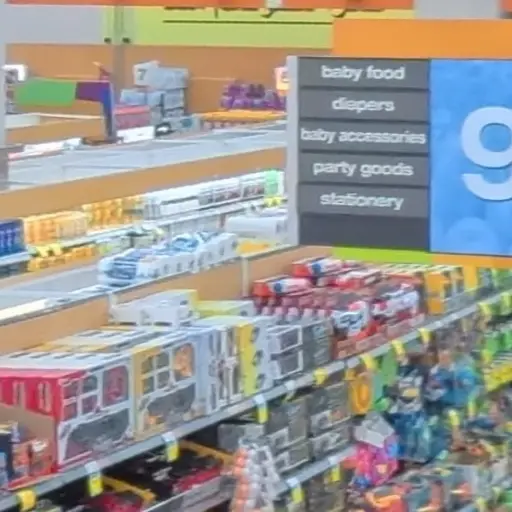 baby food
diapers
baby accessories
party goods
stationery
9